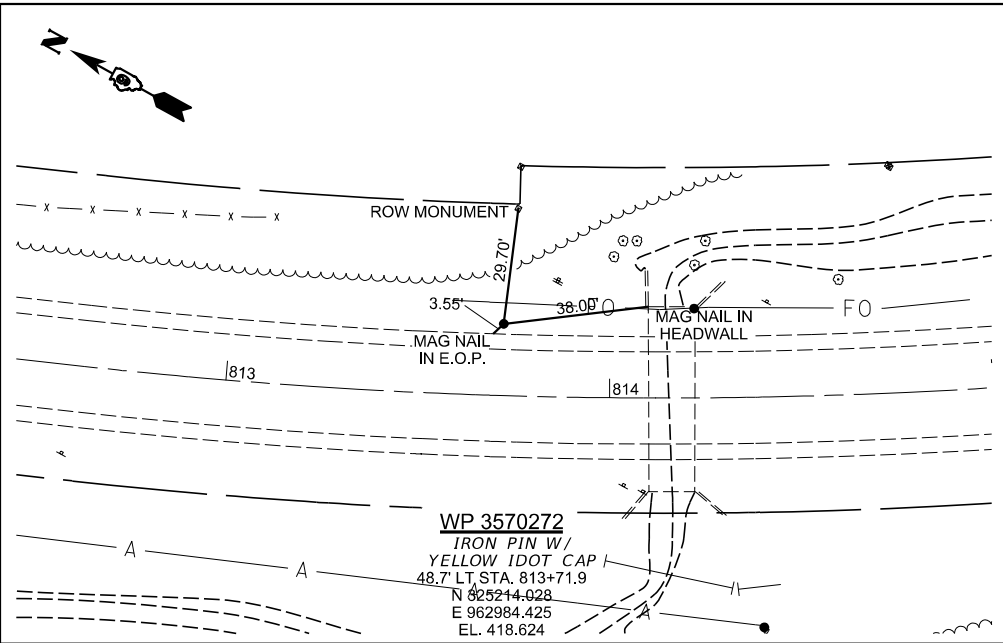 N
ROW MONUMENT
29.70'
3.55'
38.00'
FO
FO
MAG NAIL IN
HEADWALL
MAG NAIL
IN E.O.P.
813
814
x x x x x x
WP 3570272
IRON PIN W/
YELLOW IDOT CAP
48.7' LT STA. 813+71.9
N 825214.028
E 962984.425
EL. 418.624
A
A
A
A